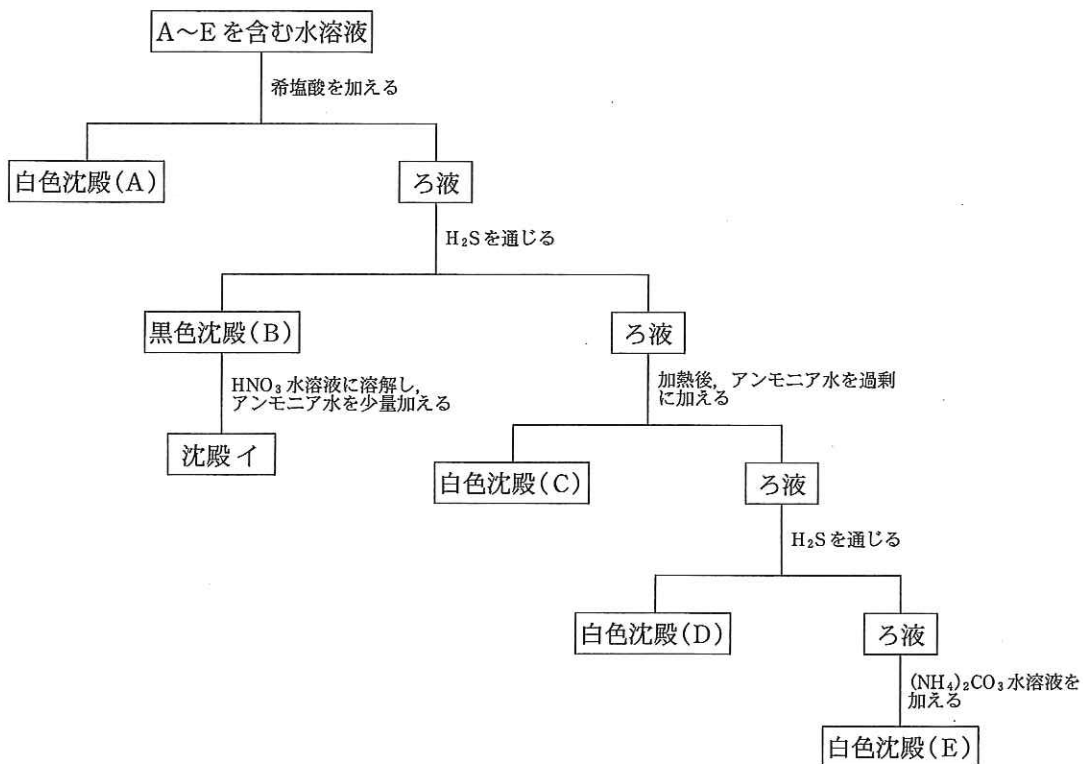 A～Eを含む水溶液
希塩酸を加える
白色沈殿(A)
ろ液
H₂Sを通じる
黒色沈殿(B)
ろ液
HNO₃水溶液に溶解し，
アンモニア水を少量加える
加熱後，アンモニア水を過剰
に加える
沈殿イ
白色沈殿(C)
ろ液
H₂Sを通じる
白色沈殿(D)
ろ液
(NH₄)₂CO₃水溶液を
加える
白色沈殿(E)